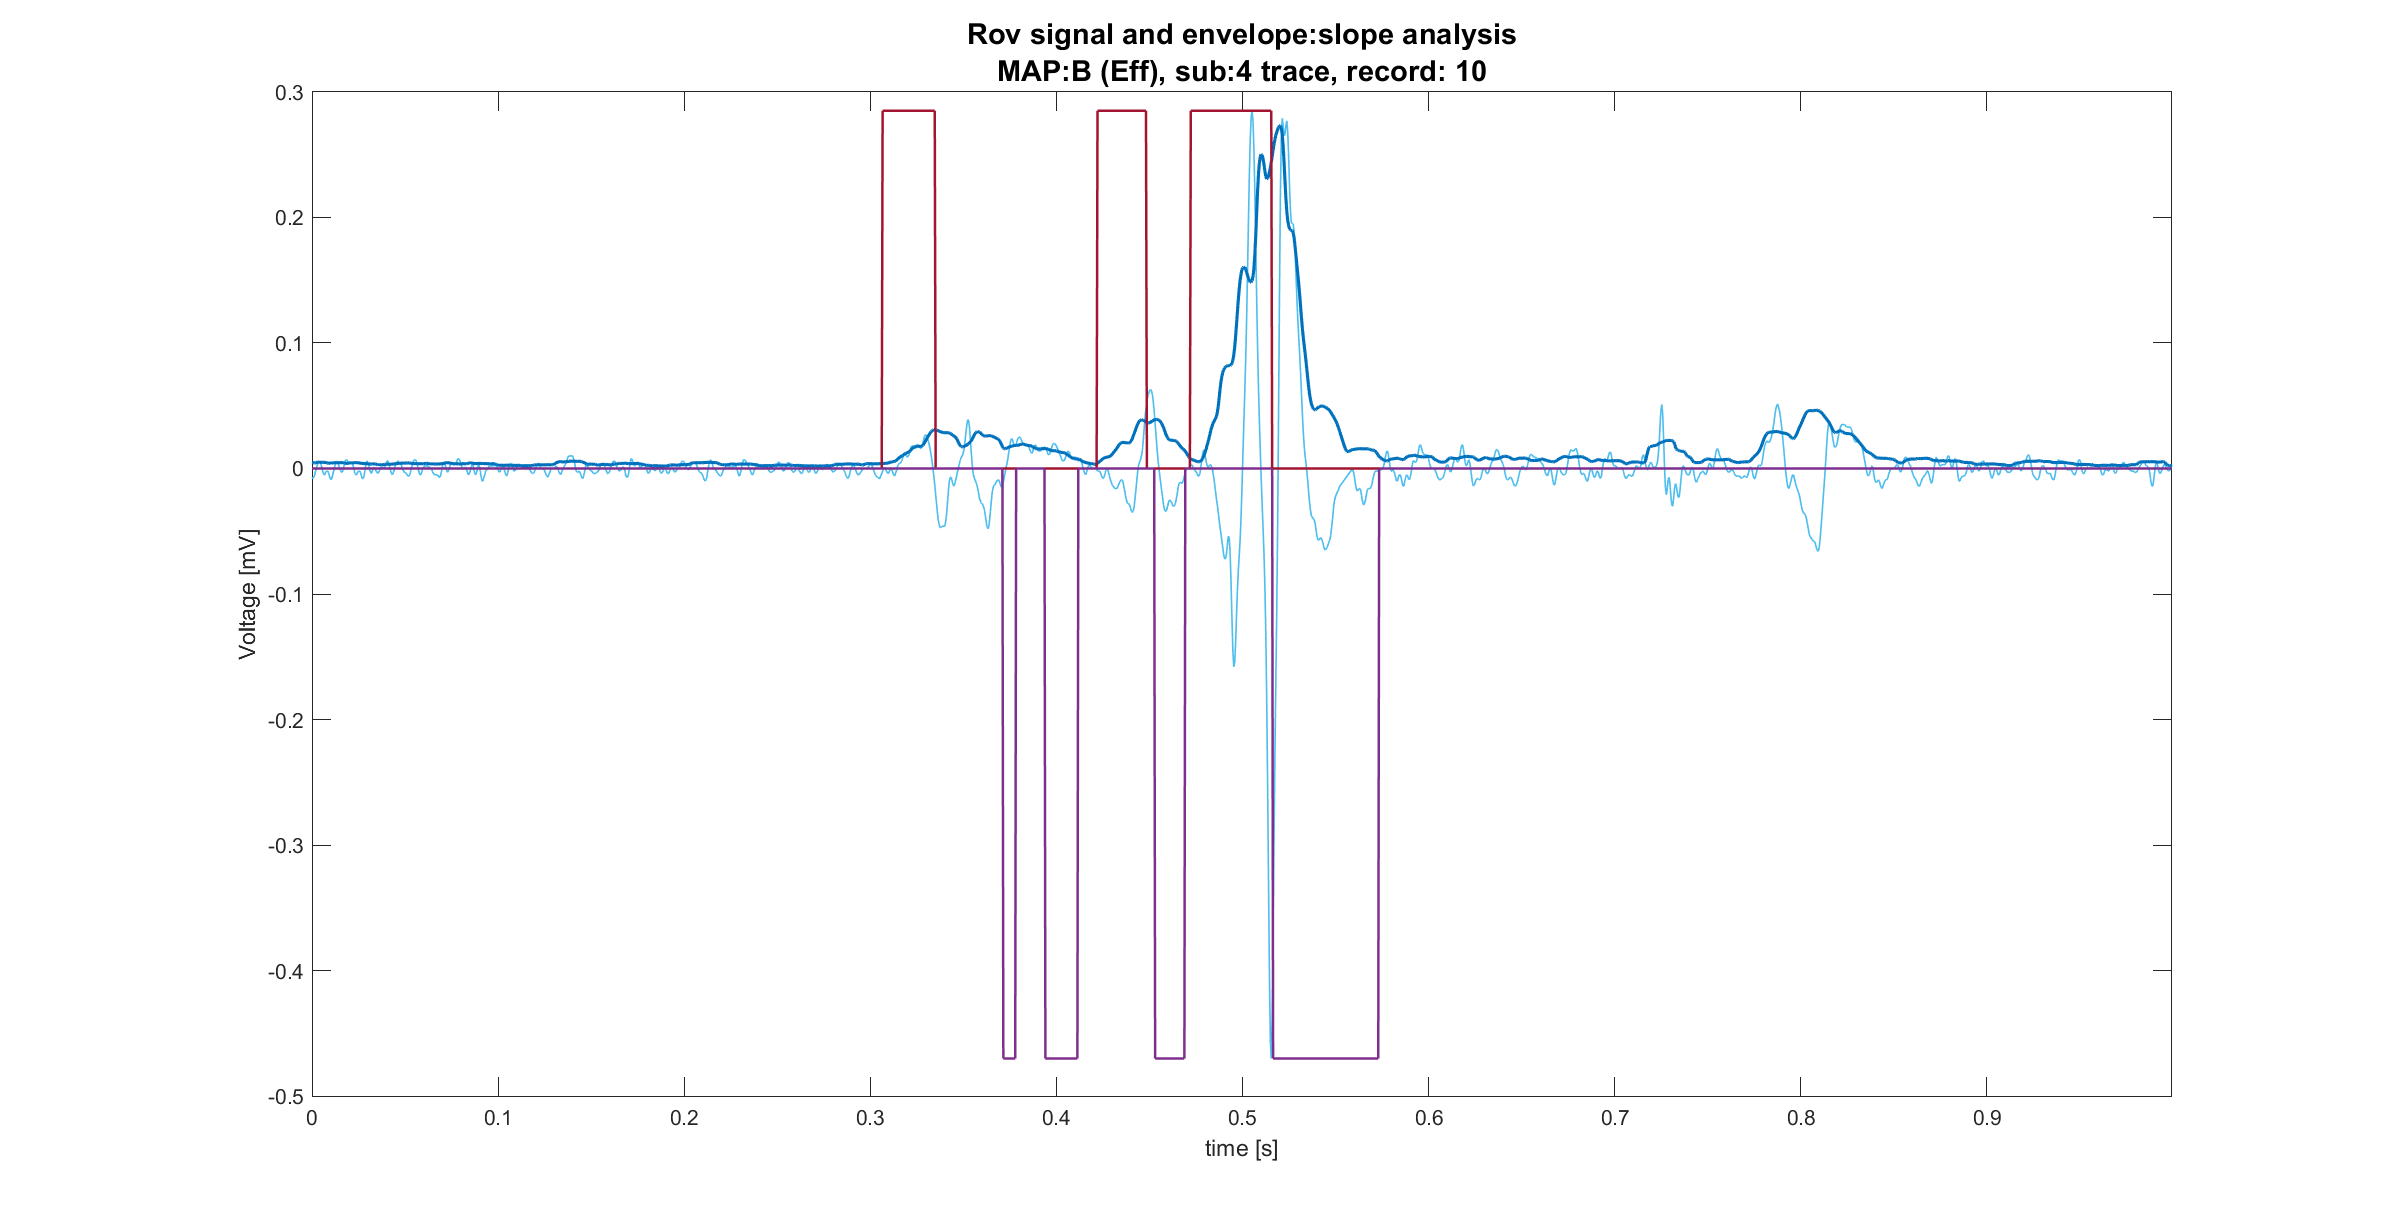 Rov signal and envelope:slope analysis
MAP:B (Eff), sub:4 trace, record: 10
0.3
0.2
0.1
0
-0.1
-0.2
-0.3
-0.4
-0.5
Voltage [mV]
0 0.1 0.2 0.3 0.4 0.5 0.6 0.7 0.8 0.9
time [s]